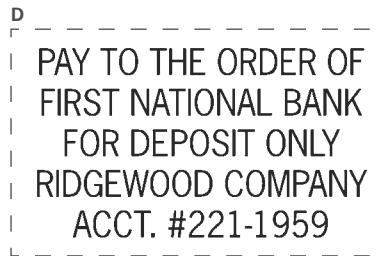 D
PAY TO THE ORDER OF
FIRST NATIONAL BANK
FOR DEPOSIT ONLY
RIDGEWOOD COMPANY
ACCT. #221-1959